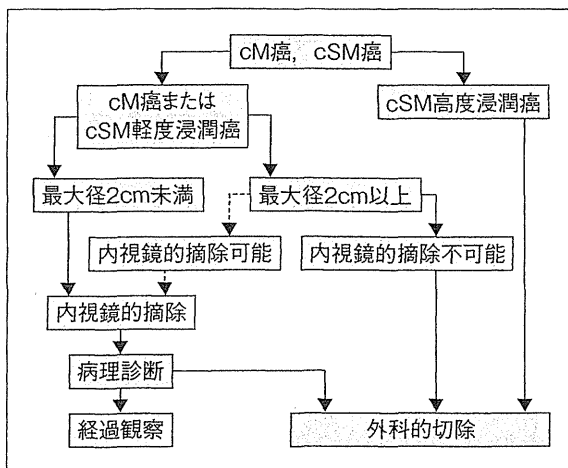 cM癌,cSM癌
cM癌または
cSM軽度浸潤癌
cSM高度浸潤癌
最大径2cm未満
最大径2cm以上
内視鏡的摘除可能
内視鏡的摘除不可能
内視鏡的摘除
病理診断
経過観察
外科的切除